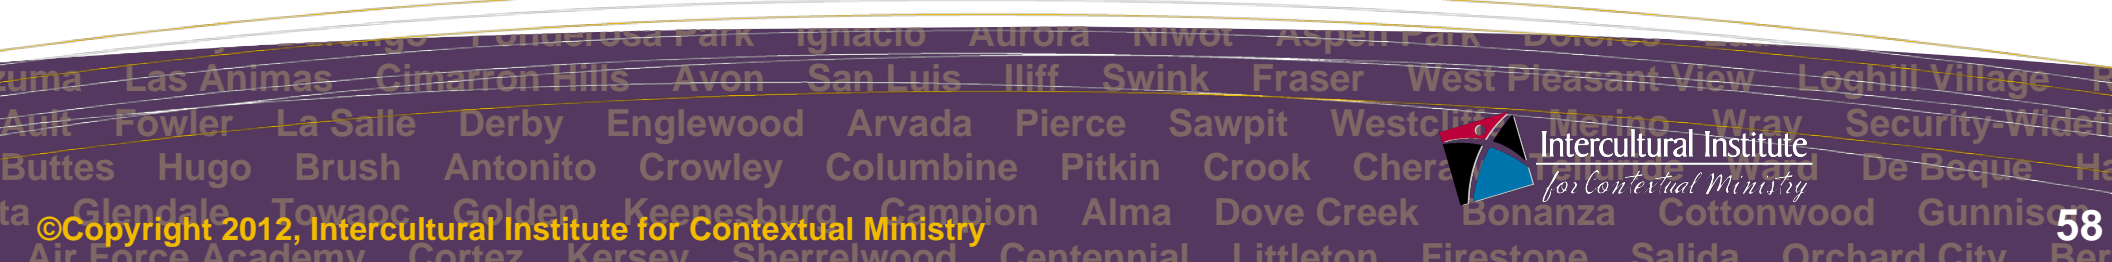 Durango Ponderosa Park Ignacio Aurora Niwot Aspen Park Dolores
Las Animas Cimarron Hills Avon San Luis Iliff Swink Fraser West Pleasant View Loghill Village
Ault Fowler La Salle Derby Englewood Arvada Pierce Sawpit Westcliffe Merino Wray
Intercultural Institute
Buttes Hugo Brush Antonito Crowley Columbine Pitkin Crook Telluride Ward De Beque
for Contextual Ministry
Glendale Towaoc Golden Keenesburg Campion Alma Dove Creek Bonanza Cottonwood Gunnison
©Copyright 2012, Intercultural Institute for Contextual Ministry
58
Air Force Academy Cortez Kersey Sherrelwood Centennial Littleton Firestone Salida Orchard City